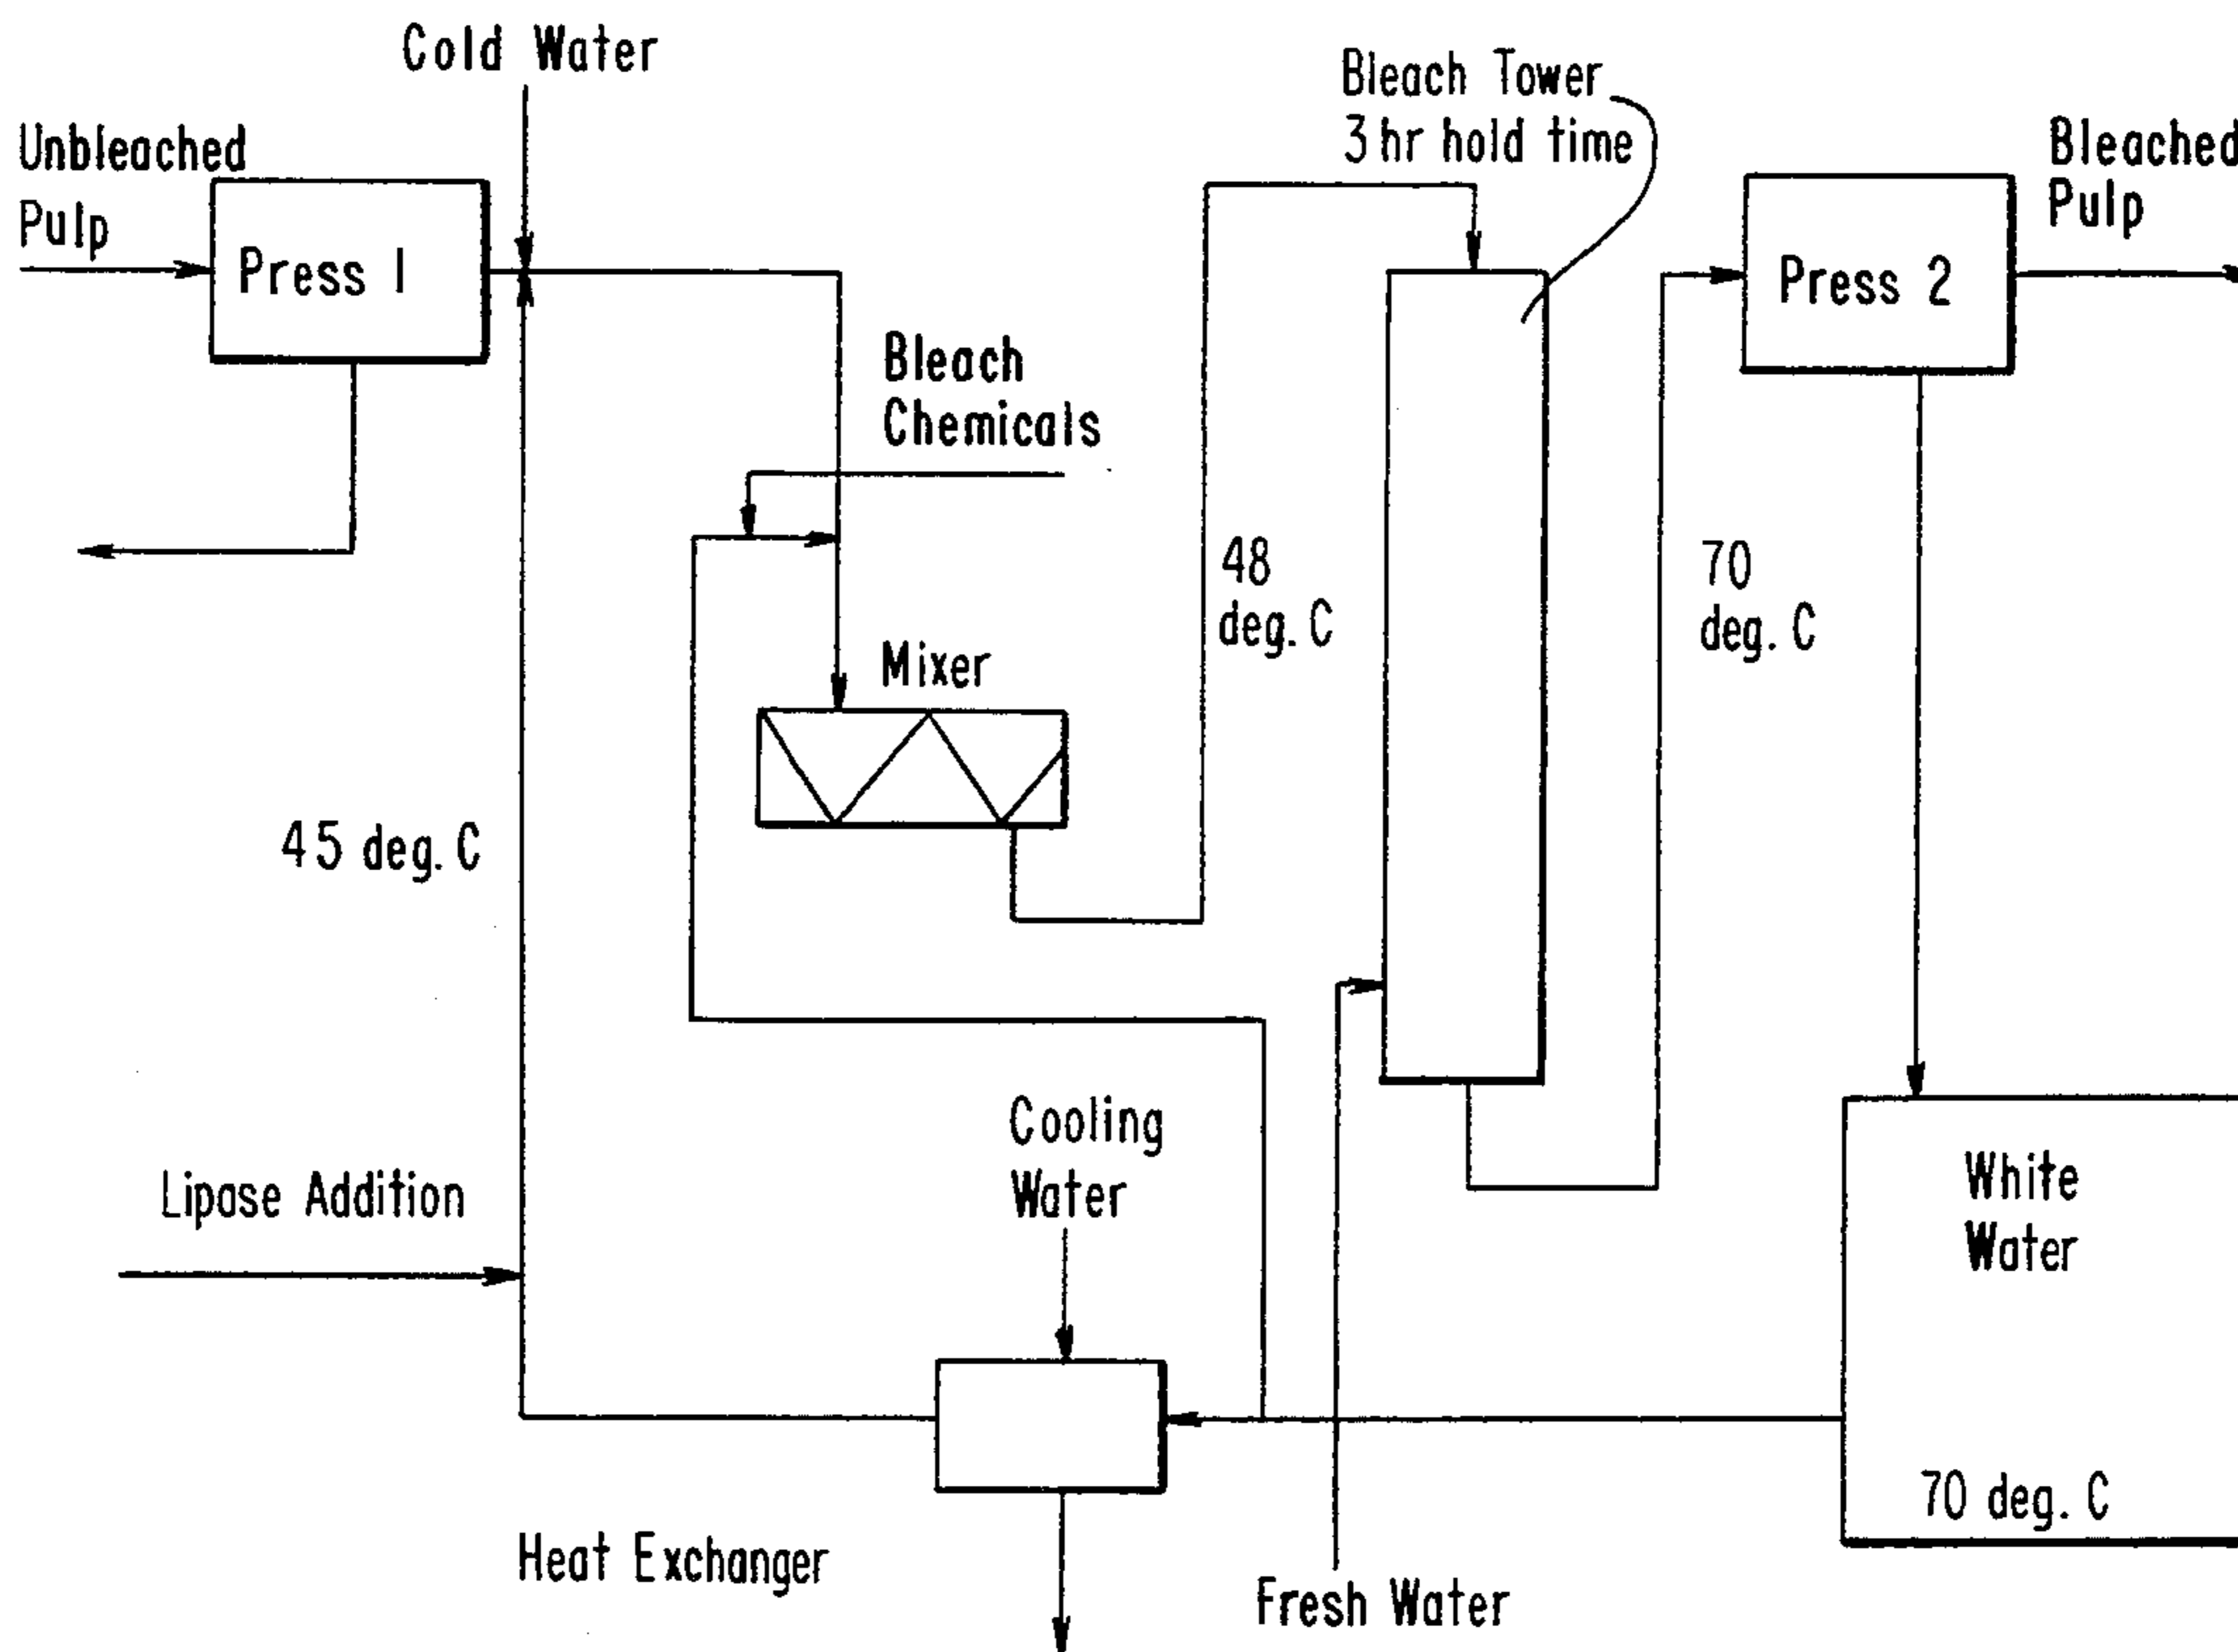 Cold Water
Bleach Tower
3 hr hold time
Unbleached
Pulp
Press 1
Bleached
Pulp
Press 2
Bleach
Chemicals
48
deg. C
70
deg. C
Mixer
45 deg. C
Cooling
Water
Lipase Addition
White
Water
70 deg. C
Heat Exchanger
Fresh Water